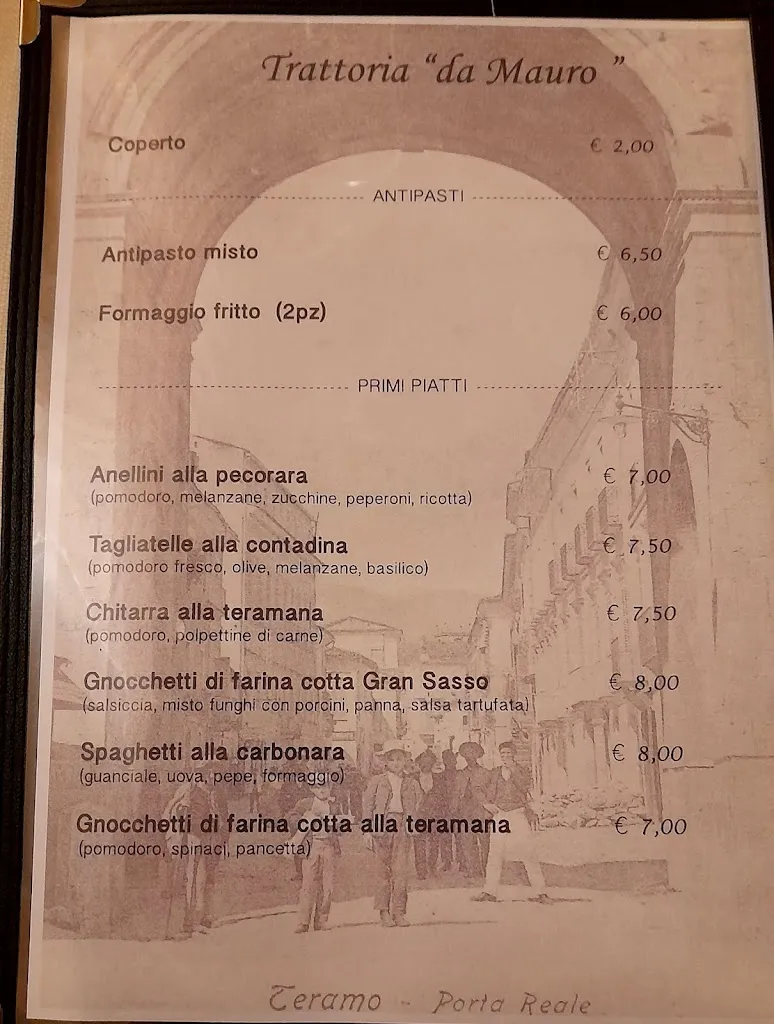 Trattoria “da Mauro ”
Coperto € 2,00
ANTIPASTI
Antipasto misto € 6,50
Formaggio fritto (2pz) € 6,00
PRIMI PIATTI
Anellini alla pecorara € 7,00
(pomodoro, melanzane, zucchine, peperoni, ricotta)
Tagliatelle alla contadina € 7,50
(pomodoro fresco, olive, melanzane, basilico)
Chitarra alla teramana € 7,50
(pomodoro, polpettine di carne)
Gnocchetti di farina cotta Gran Sasso € 8,00
(salsiccia, misto funghi con porcini, panna, salsa tartufata)
Spaghetti alla carbonara € 8,00
(guanciale, uova, pepe, formaggio)
Gnocchetti di farina cotta alla teramana € 7,00
(pomodoro, spinaci, pancetta)
Teramo - Porta Reale